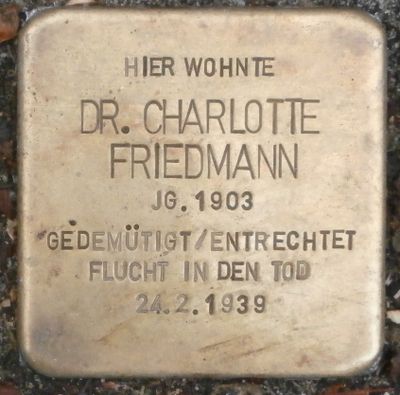 HIER WOHNTE
DR. CHARLOTTE
FRIEDMANN
JG. 1903
GEDEMÜTIGT/ENTRECHTET
FLUCHT IN DEN TOD
24.2.1939